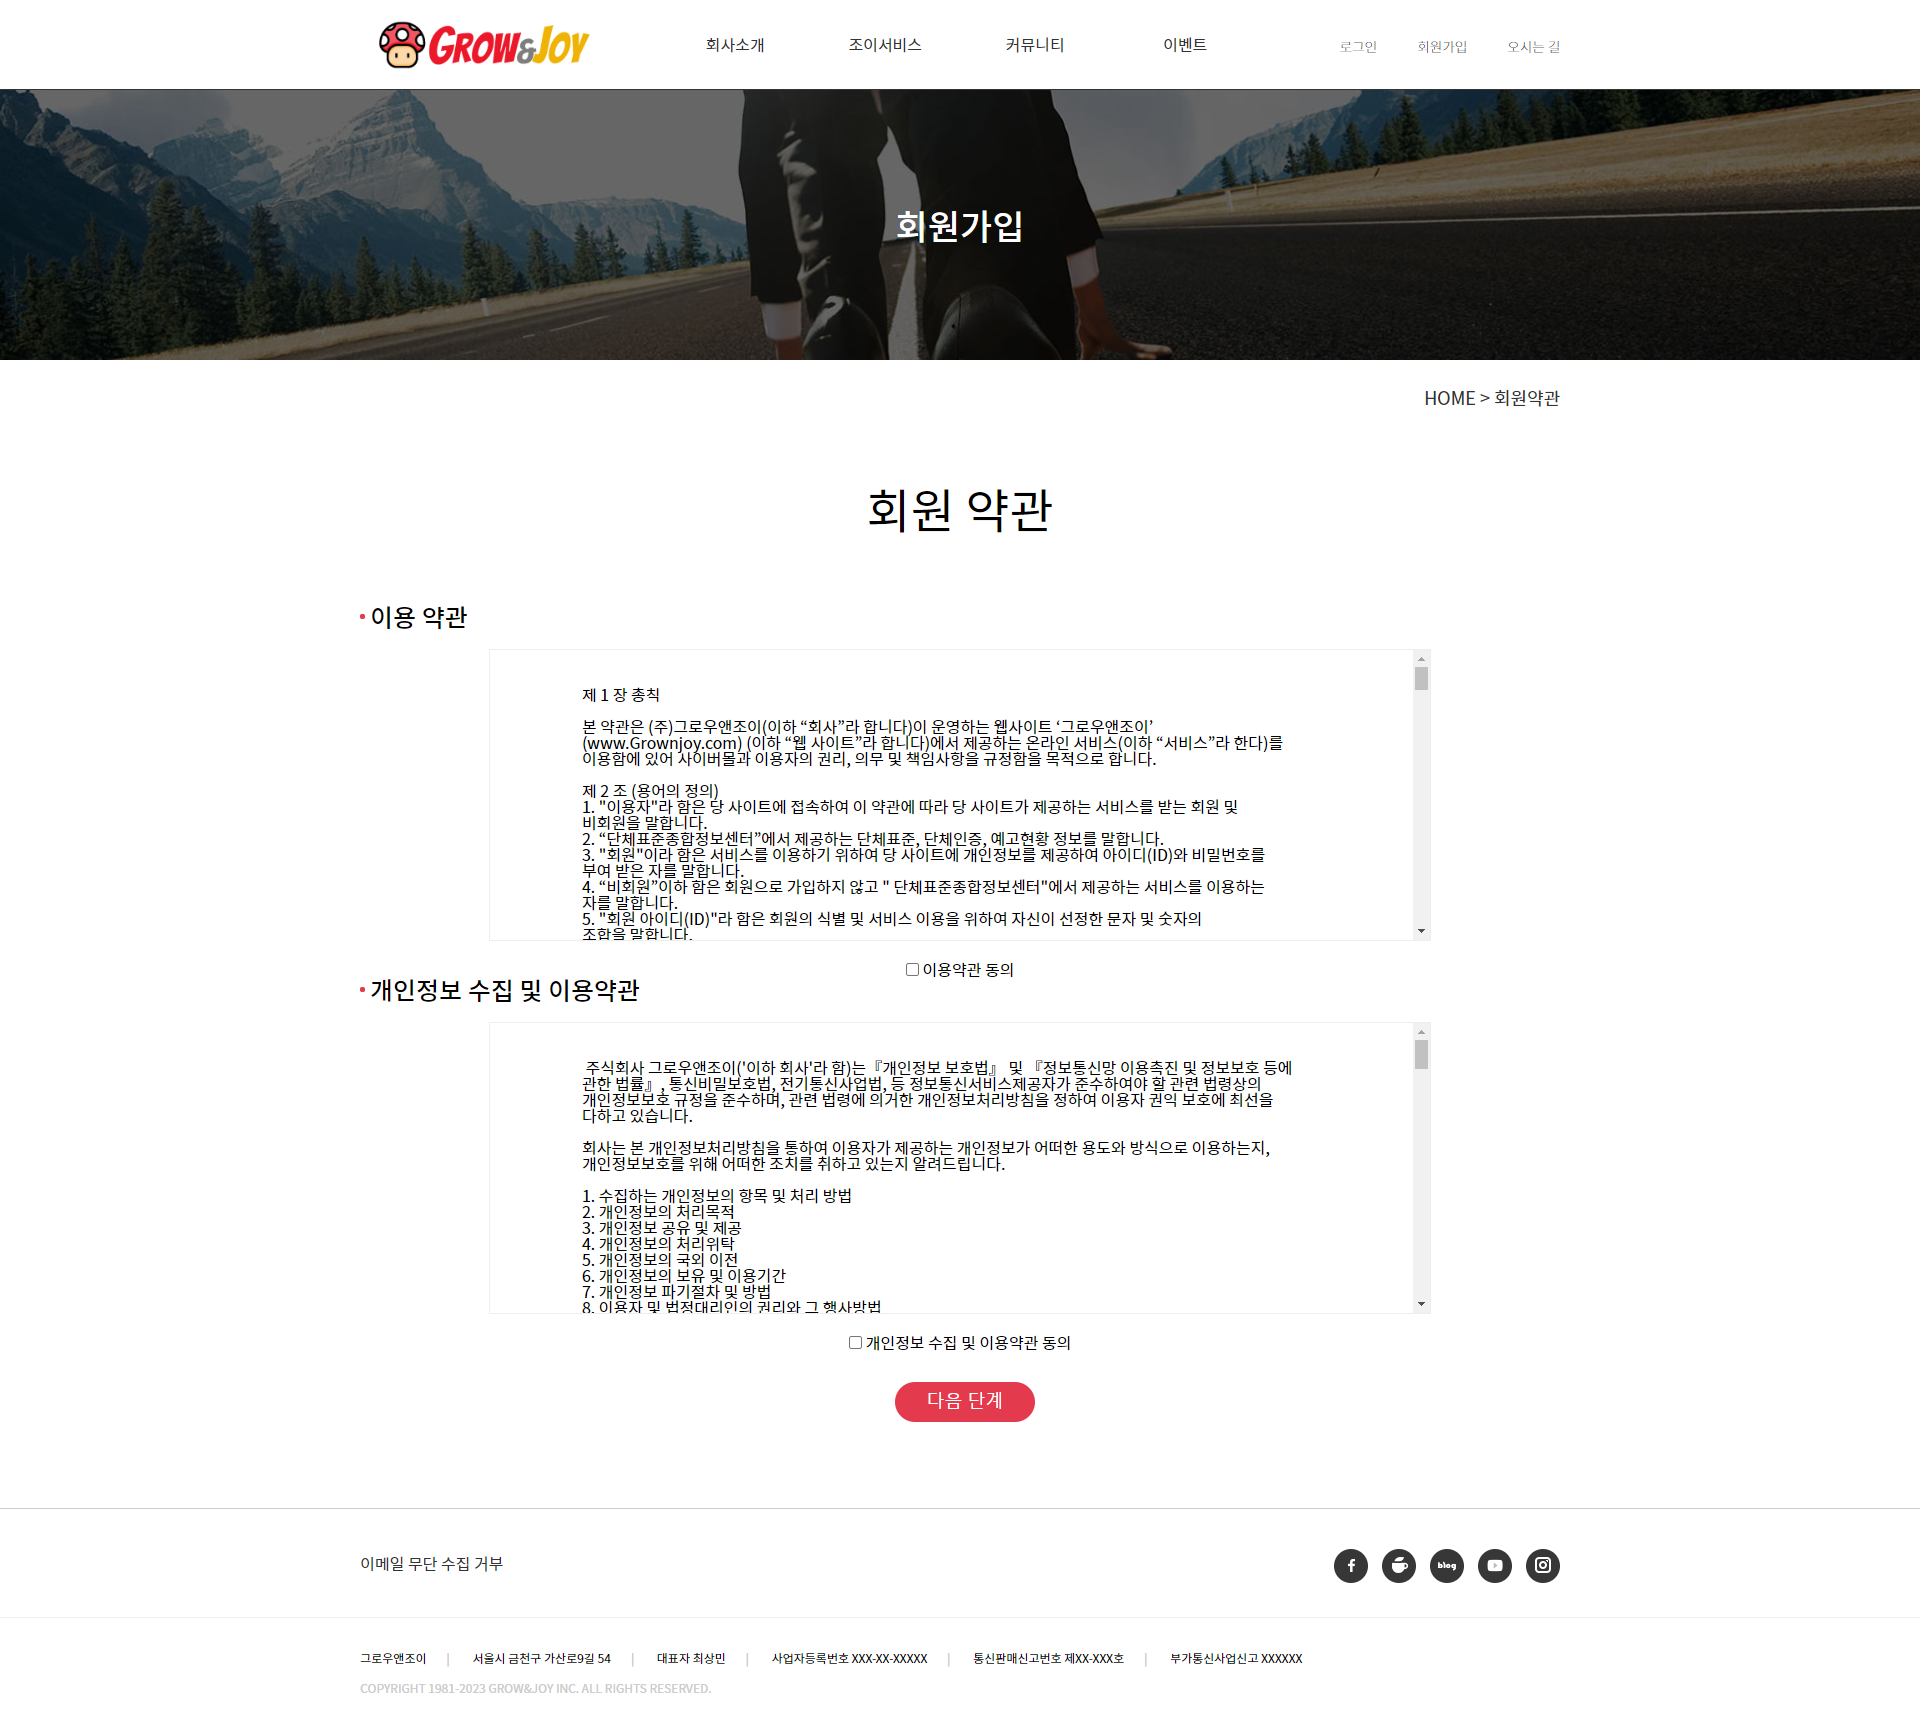 GROW&JOY
회사소개 조이서비스 커뮤니티 이벤트 로그인 회원가입 오시는 길
회원가입
HOME > 회원약관
회원 약관
이용 약관
제 1 장 총칙
본 약관은 (주)그로우앤조이(이하 “회사”라 합니다)이 운영하는 웹사이트 ‘그로우앤조이’
(www.Grownjoy.com) (이하 “웹 사이트”라 합니다)에서 제공하는 온라인 서비스(이하 “서비스”라 한다)를
이용함에 있어 사이버몰과 이용자의 권리, 의무 및 책임사항을 규정함을 목적으로 합니다.
제 2 조 (용어의 정의)
1. "이용자"라 함은 당 사이트에 접속하여 이 약관에 따라 당 사이트가 제공하는 서비스를 받는 회원 및
비회원을 말합니다.
2. “단체표준종합정보센터”에서 제공하는 단체표준, 단체인증, 예고현황 정보를 말합니다.
3. "회원"이라 함은 서비스를 이용하기 위하여 당 사이트에 개인정보를 제공하여 아이디(ID)와 비밀번호를
부여 받은 자를 말합니다.
4. “비회원”이하 함은 회원으로 가입하지 않고 " 단체표준종합정보센터"에서 제공하는 서비스를 이용하는
자를 말합니다.
5. "회원 아이디(ID)"라 함은 회원의 식별 및 서비스 이용을 위하여 자신이 선정한 문자 및 숫자의
조합을 말합니다.
이용약관 동의
개인정보 수집 및 이용약관
주식회사 그로우앤조이('이하 회사'라 함)는『개인정보 보호법』 및 『정보통신망 이용촉진 및 정보보호 등에
관한 법률』, 통신비밀보호법, 전기통신사업법, 등 정보통신서비스제공자가 준수하여야 할 관련 법령상의
개인정보보호 규정을 준수하며, 관련 법령에 의거한 개인정보처리방침을 정하여 이용자 권익 보호에 최선을
다하고 있습니다.
회사는 본 개인정보처리방침을 통하여 이용자가 제공하는 개인정보가 어떠한 용도와 방식으로 이용하는지,
개인정보보호를 위해 어떠한 조치를 취하고 있는지 알려드립니다.
1. 수집하는 개인정보의 항목 및 처리 방법
2. 개인정보의 처리목적
3. 개인정보 공유 및 제공
4. 개인정보의 처리위탁
5. 개인정보의 국외 이전
6. 개인정보의 보유 및 이용기간
7. 개인정보 파기절차 및 방법
8. 이용자 및 법정대리인의 권리와 그 행사방법
개인정보 수집 및 이용약관 동의
다음 단계
이메일 무단 수집 거부
blog
그로우앤조이 | 서울시 금천구 가산로9길 54 | 대표자 최상민 | 사업자등록번호 XXX-XX-XXXXX | 통신판매신고번호 제XX-XXX호 | 부가통신사업신고 XXXXXX
COPYRIGHT 1981-2023 GROW&JOY INC. ALL RIGHTS RESERVED.